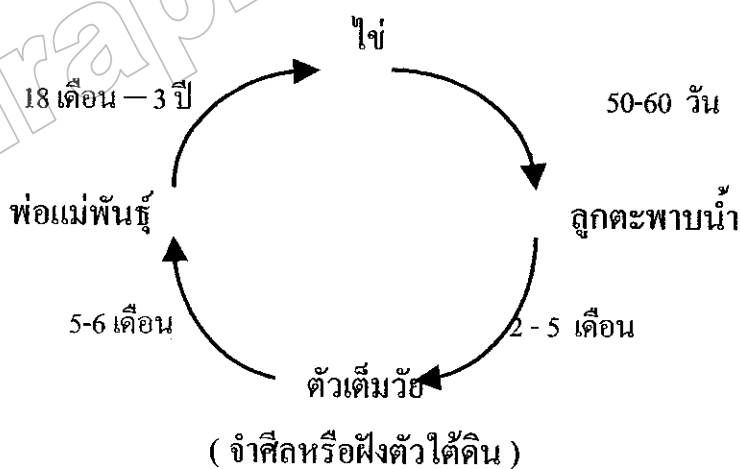 ไข่
18 เดือน – 3 ปี
50-60 วัน
พ่อแม่พันธุ์
ลูกตะพาบน้ำ
5-6 เดือน
2 - 5 เดือน
ตัวเต็มวัย
( จำศีลหรือฝังตัวใต้ดิน )